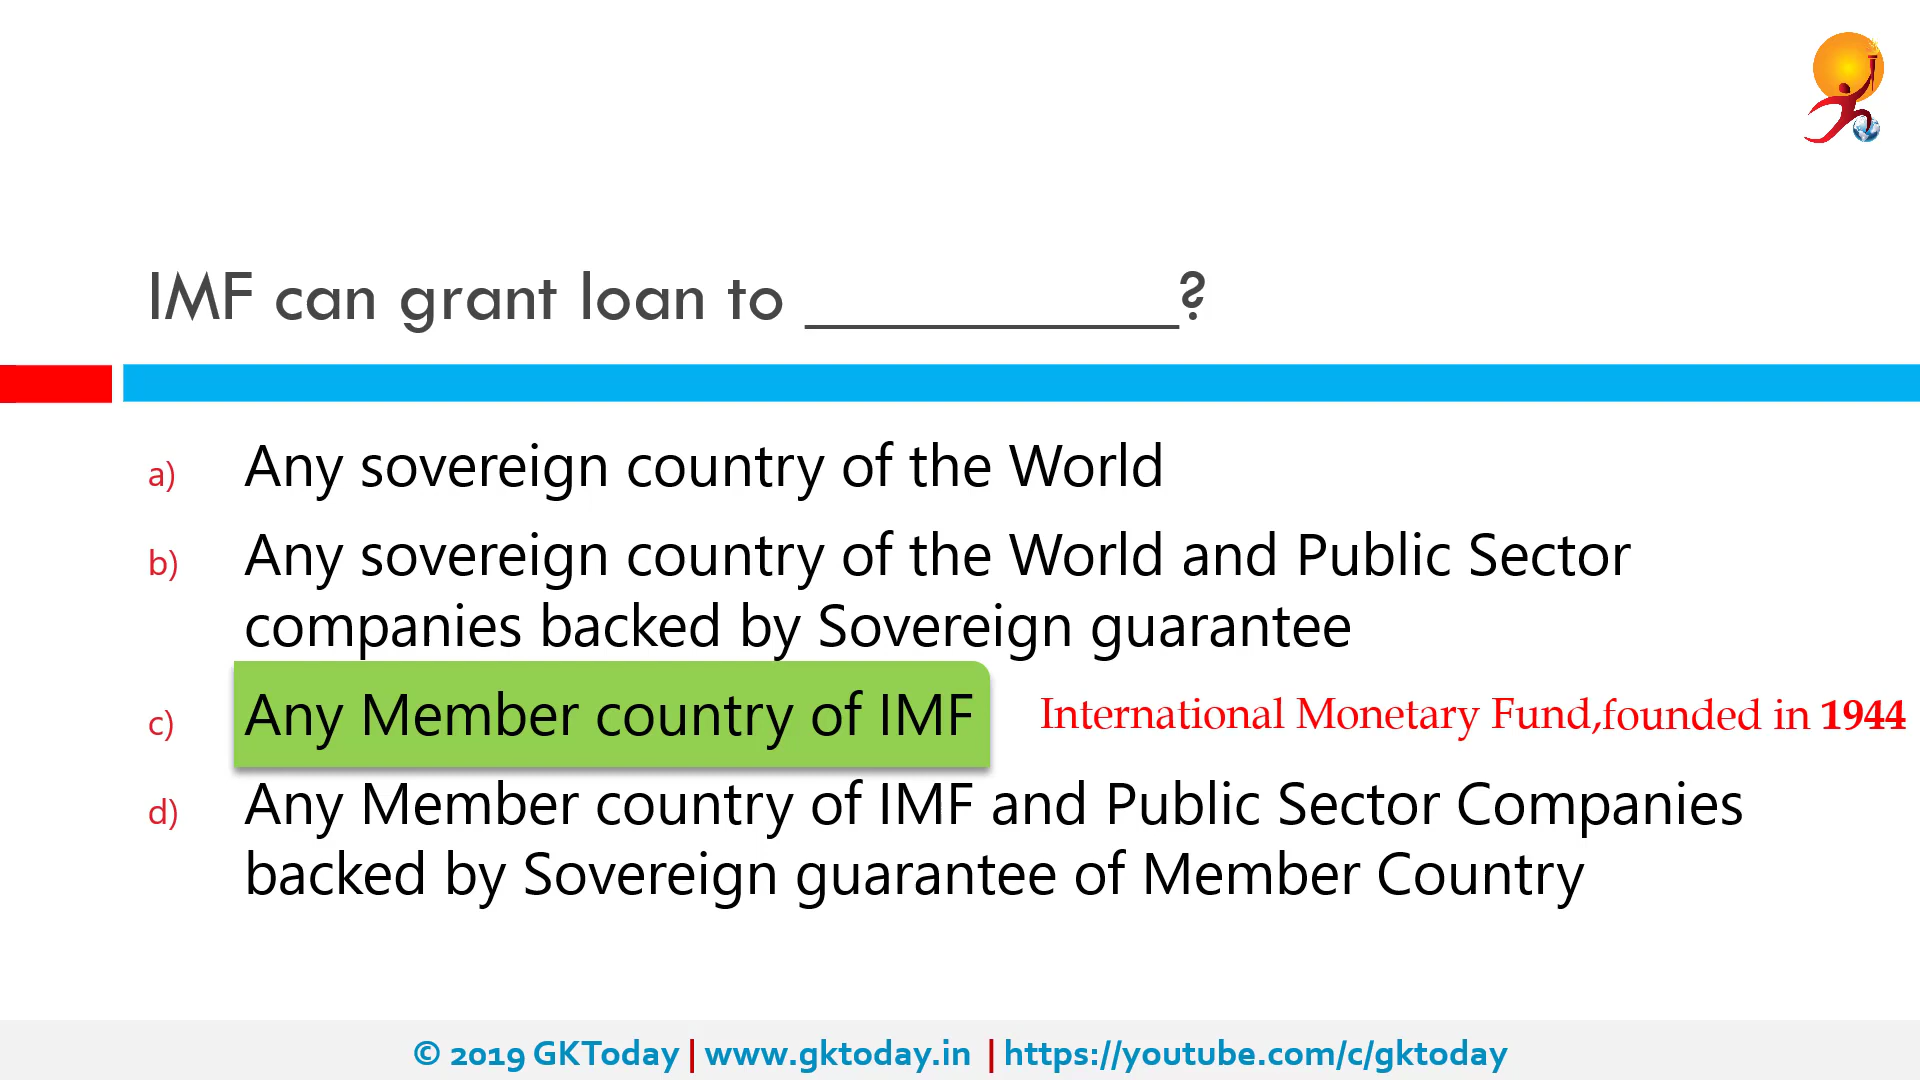 IMF can grant loan to ___________?
a) Any sovereign country of the World
b) Any sovereign country of the World and Public Sector
companies backed by Sovereign guarantee
c) Any Member country of IMF International Monetary Fund,founded in 1944
d) Any Member country of IMF and Public Sector Companies
backed by Sovereign guarantee of Member Country
© 2019 GKToday | www.gktoday.in | https://youtube.com/c/gktoday